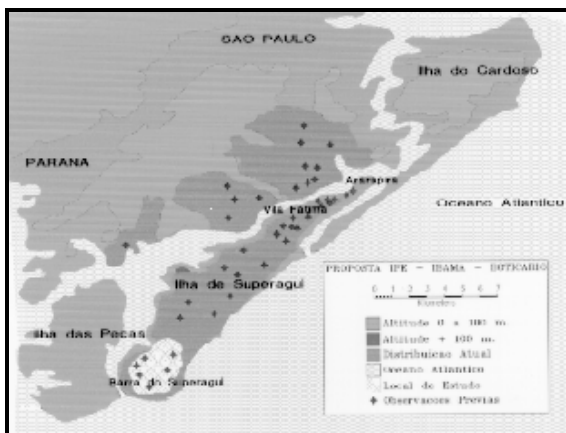 SAO PAULO
Ilha do Cardoso
PARANA
Ararapira
Vila Fatima
Oceano Atlantico
Ilha de Superagui
Ilha das Pecas
Barra do Superagui
PROPOSTA IPE - IBAMA - BOTICARIO
0 1 2 4 5 6 7
Altitude 0 a 100 m.
Altitude + 100 m.
Distribuicao Atual
Oceano Atlantico
Local de Estudo
Observacoes Previas